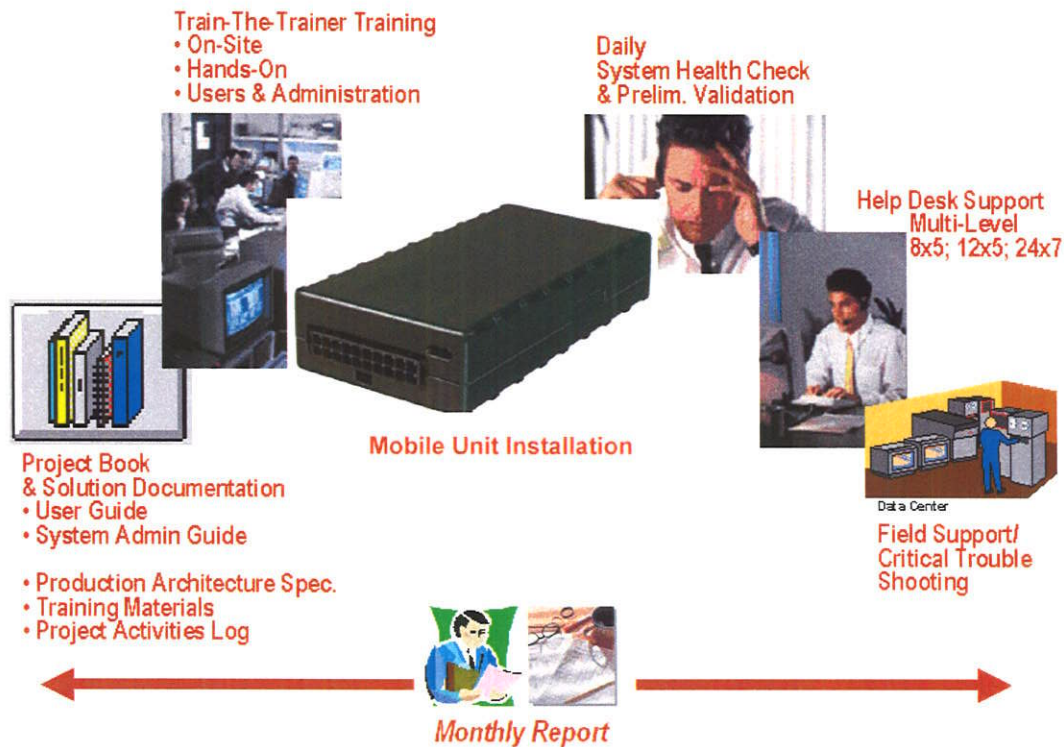 Train-The-Trainer Training
• On-Site
• Hands-On
• Users & Administration
Daily
System Health Check
& Prelim. Validation
Help Desk Support
Multi-Level
8x5; 12x5; 24x7
Mobile Unit Installation
Project Book
& Solution Documentation
• User Guide
• System Admin Guide
• Production Architecture Spec.
• Training Materials
• Project Activities Log
Data Center
Field Support/
Critical Trouble
Shooting
Monthly Report